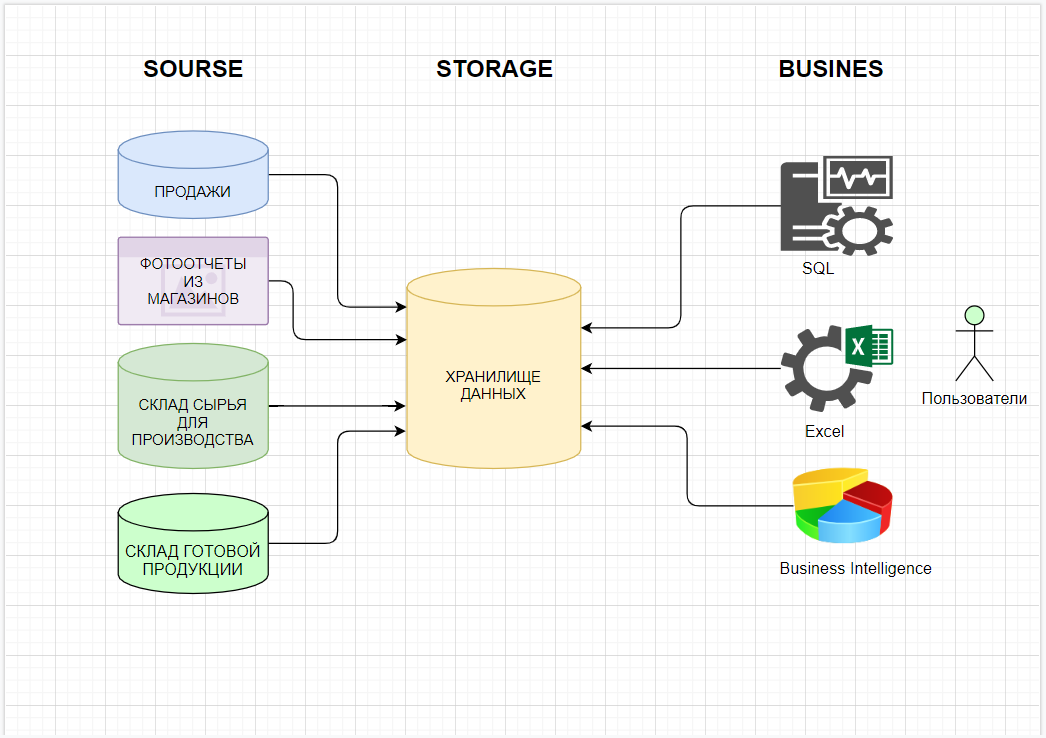 SOURSE
STORAGE
BUSINES
ПРОДАЖИ
ФОТООТЧЕТЫ
ИЗ
МАГАЗИНОВ
СКЛАД СЫРЬЯ
ДЛЯ
ПРОИЗВОДСТВА
СКЛАД ГОТОВОЙ
ПРОДУКЦИИ
ХРАНИЛИЩЕ
ДАННЫХ
SQL
X
Excel
Business Intelligence
Пользователи